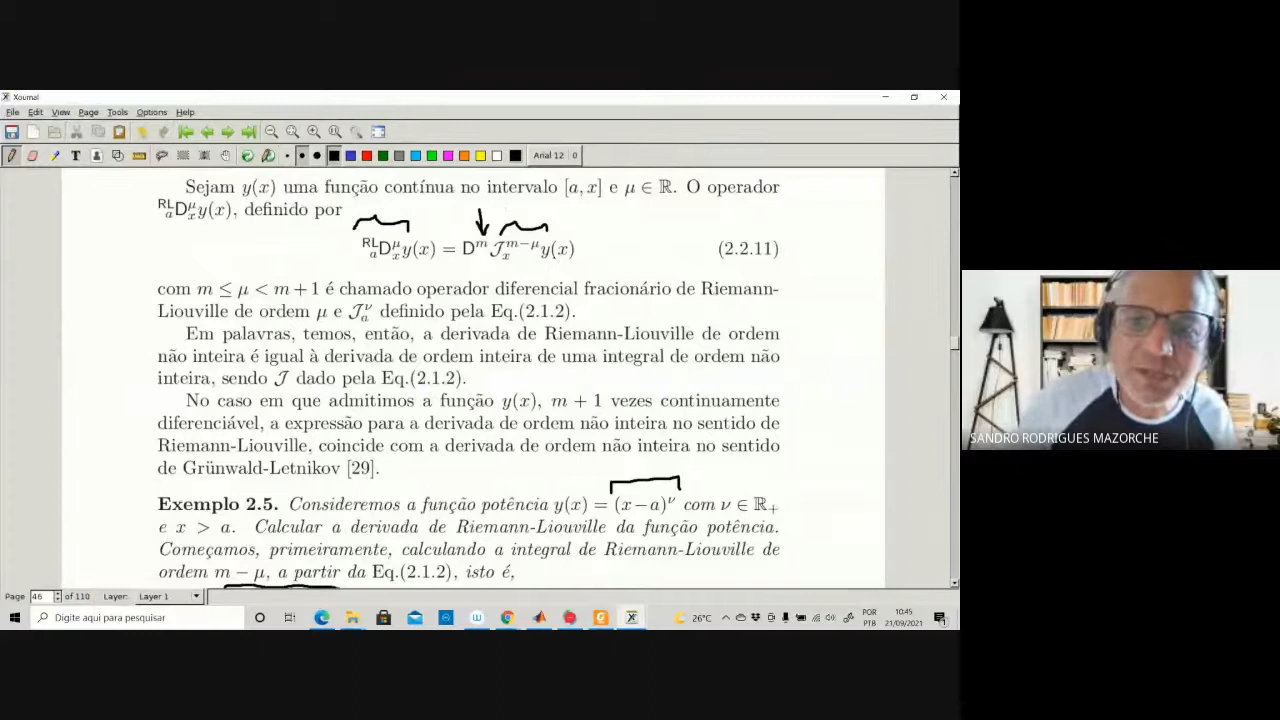 Xournal
File Edit View Page Tools Options Help
T Arial 12 0
Sejam y(x) uma função contínua no intervalo [a, x] e μ ∈ ℝ. O operador
ᴿᴸₐDₓ^μ y(x), definido por
ᴿᴸₐDₓ^μ y(x) = D^m 𝒥ₓ^{m−μ} y(x) (2.2.11)
com m ≤ μ < m + 1 é chamado operador diferencial fracionário de Riemann-
Liouville de ordem μ e 𝒥ₐ^ν definido pela Eq.(2.1.2).
Em palavras, temos, então, a derivada de Riemann-Liouville de ordem
não inteira é igual à derivada de ordem inteira de uma integral de ordem não
inteira, sendo 𝒥 dado pela Eq.(2.1.2).
No caso em que admitimos a função y(x), m + 1 vezes continuamente
diferenciável, a expressão para a derivada de ordem não inteira no sentido de
Riemann-Liouville, coincide com a derivada de ordem não inteira no sentido
de Grünwald-Letnikov [29].
Exemplo 2.5. Consideremos a função potência y(x) = (x−a)^ν com ν ∈ ℝ₊
e x > a. Calcular a derivada de Riemann-Liouville da função potência.
Começamos, primeiramente, calculando a integral de Riemann-Liouville de
ordem m − μ, a partir da Eq.(2.1.2), isto é,
Page 46 of 110 Layer: Layer 1
Digite aqui para pesquisar
26°C
POR
PTB
10:45
21/09/2021
SANDRO RODRIGUES MAZORCHE